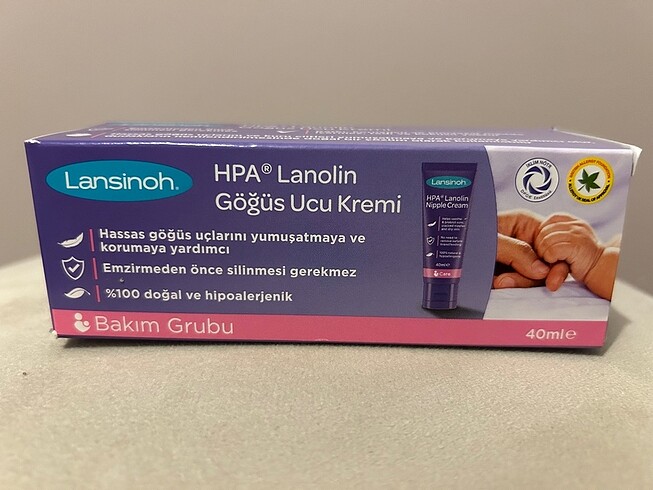 Lansinoh®
HPA® Lanolin
Göğüs Ucu Kremi
Hassas göğüs uçlarını yumuşatmaya ve
korumaya yardımcı
Emzirmeden önce silinmesi gerekmez
%100 doğal ve hipoalerjenik
Bakım Grubu
40ml℮
Lansinoh
HPA® Lanolin
Nipple Cream
Care